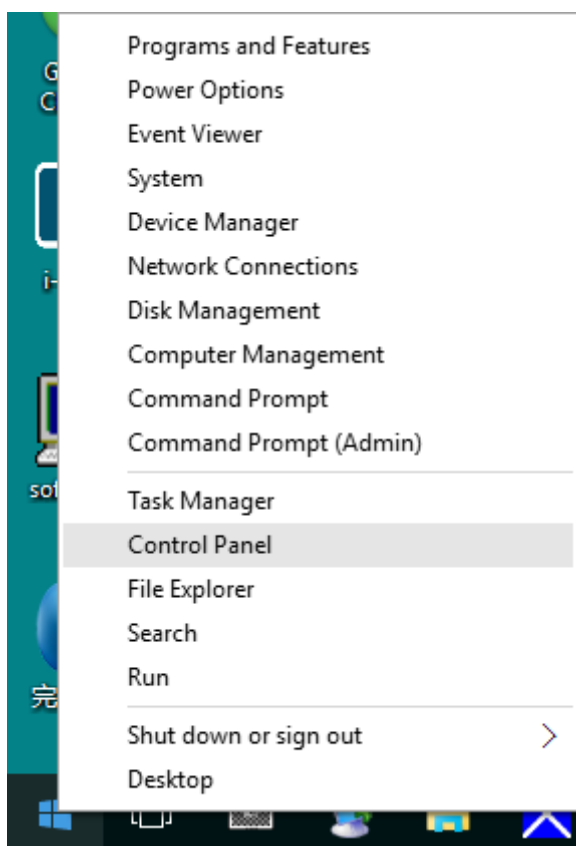 Programs and Features
Power Options
Event Viewer
System
Device Manager
Network Connections
Disk Management
Computer Management
Command Prompt
Command Prompt (Admin)
Task Manager
Control Panel
File Explorer
Search
Run
Shut down or sign out
Desktop